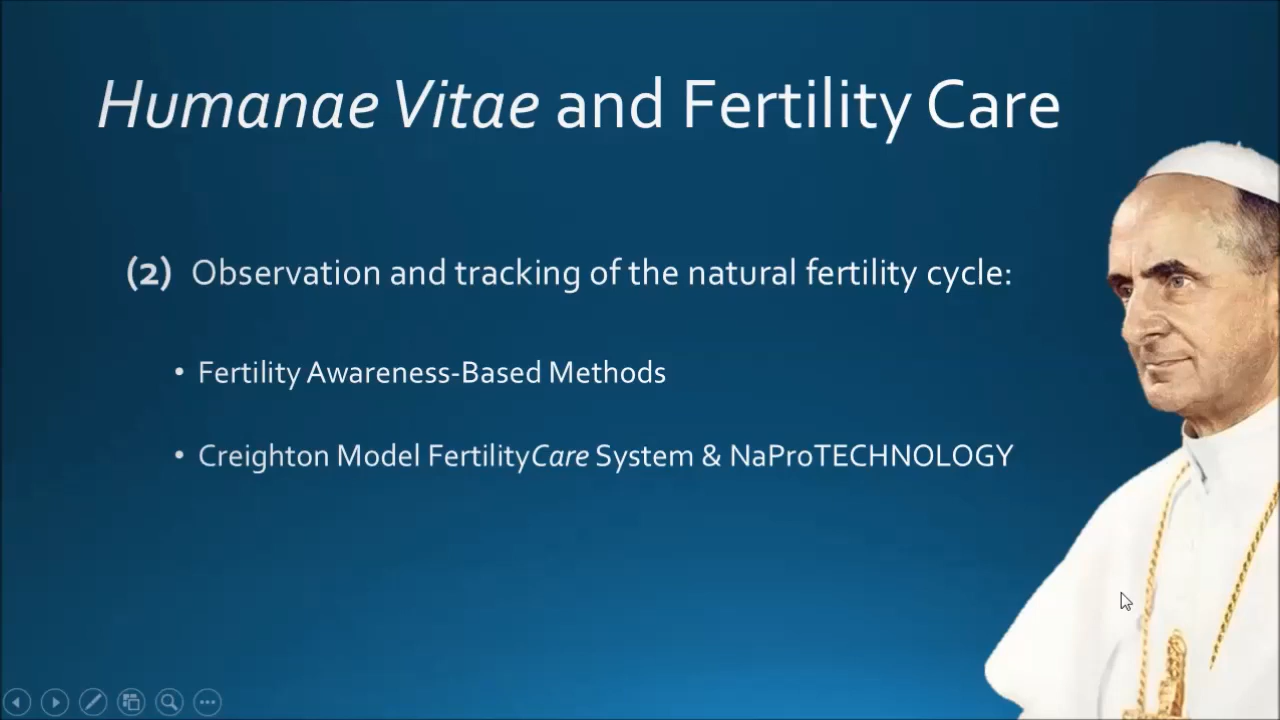 Humanae Vitae and Fertility Care
(2) Observation and tracking of the natural fertility cycle:
• Fertility Awareness-Based Methods
• Creighton Model FertilityCare System & NaProTECHNOLOGY